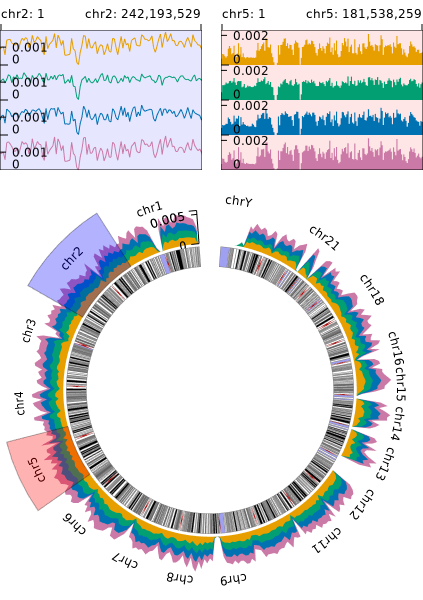 chr2: 1 chr2: 242,193,529 chr5: 1 chr5: 181,538,259
0.001 0.002
0 0
0.001 0.002
0 0
0.001 0.002
0 0
0.001 0.002
0 0
chr1 chrY
0.005
0
chr2 chr21
chr3 chr18
chr4 chr16 chr15
chr5 chr14
chr6 chr13
chr7 chr12
chr8 chr11
chr9